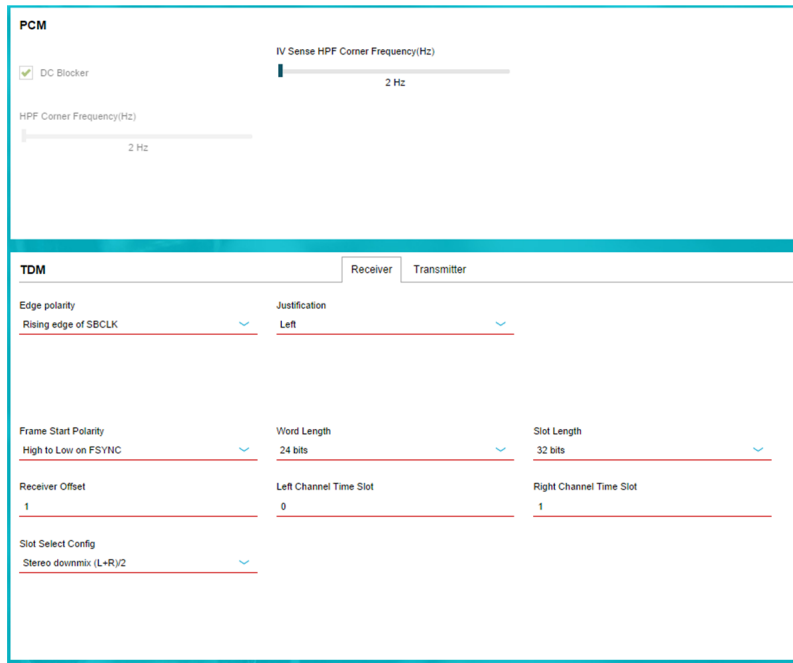 PCM
IV Sense HPF Corner Frequency(Hz)
DC Blocker
2 Hz
HPF Corner Frequency(Hz)
2 Hz
TDM Receiver Transmitter
Edge polarity Justification
Rising edge of SBCLK Left
Frame Start Polarity Word Length Slot Length
High to Low on FSYNC 24 bits 32 bits
Receiver Offset Left Channel Time Slot Right Channel Time Slot
1 0 1
Slot Select Config
Stereo downmix (L+R)/2